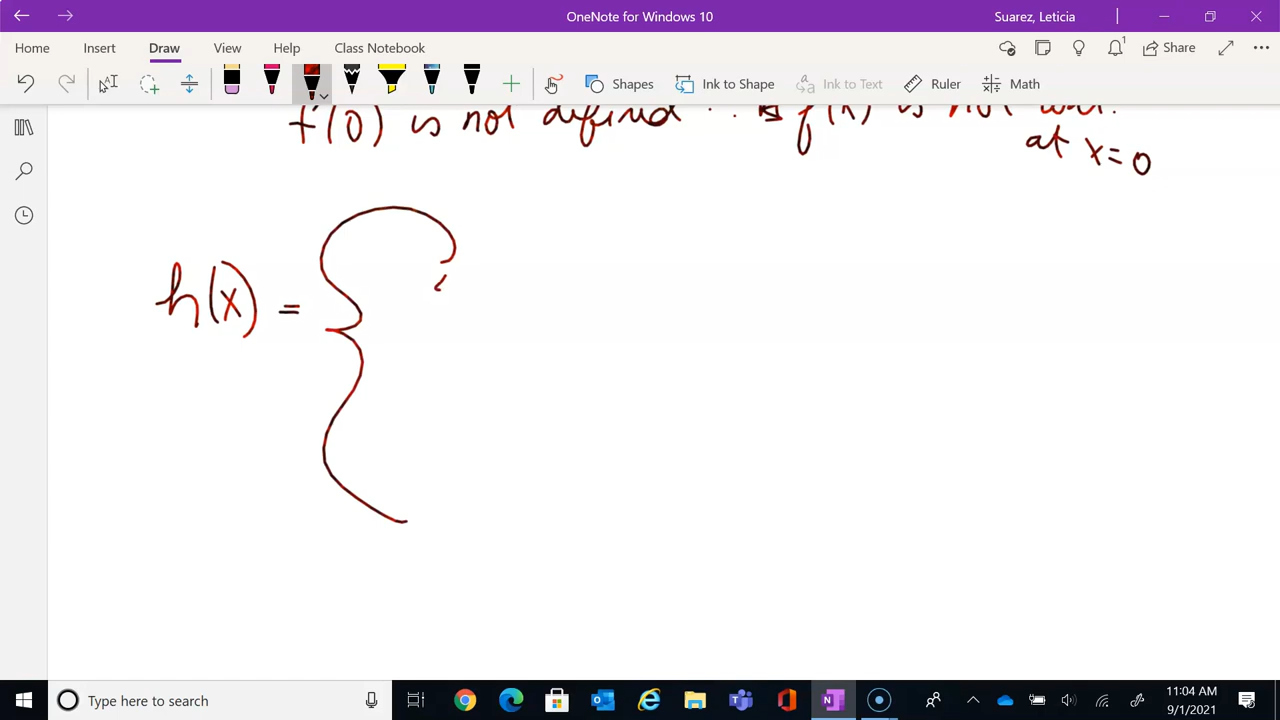 OneNote for Windows 10
Suarez, Leticia
Home Insert Draw View Help Class Notebook
1 Share
Shapes Ink to Shape Ink to Text Ruler Math
f(0) is not defined ∴ f(x) is not cont.
at x=0
h(x) = {
Type here to search
11:04 AM
9/1/2021